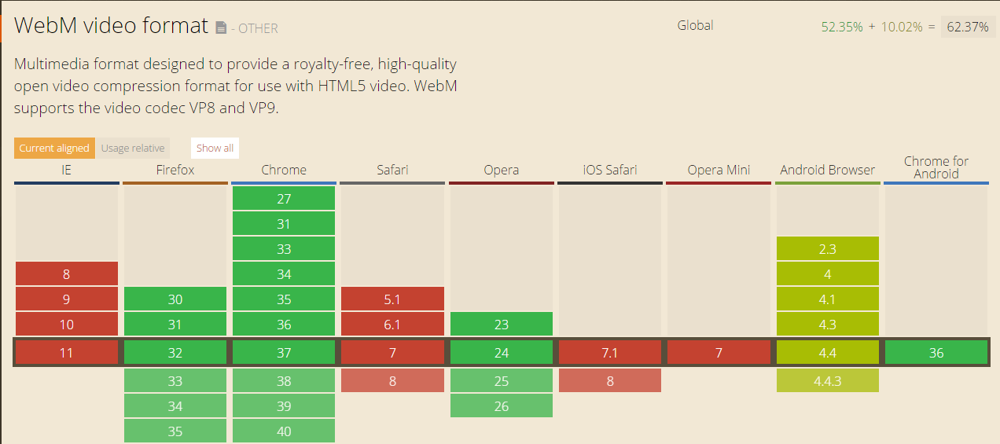 WebM video format - OTHER
Global
52.35% + 10.02% = 62.37%
Multimedia format designed to provide a royalty-free, high-quality
open video compression format for use with HTML5 video. WebM
supports the video codec VP8 and VP9.
Current aligned Usage relative Show all
IE Firefox Chrome Safari Opera iOS Safari Opera Mini Android Browser Chrome for
Android
27
31
33 2.3
8 34 4
9 30 35 5.1 4.1
10 31 36 6.1 23 4.3
11 32 37 7 24 7.1 7 4.4 36
33 38 8 25 8 4.4.3
34 39 26
35 40